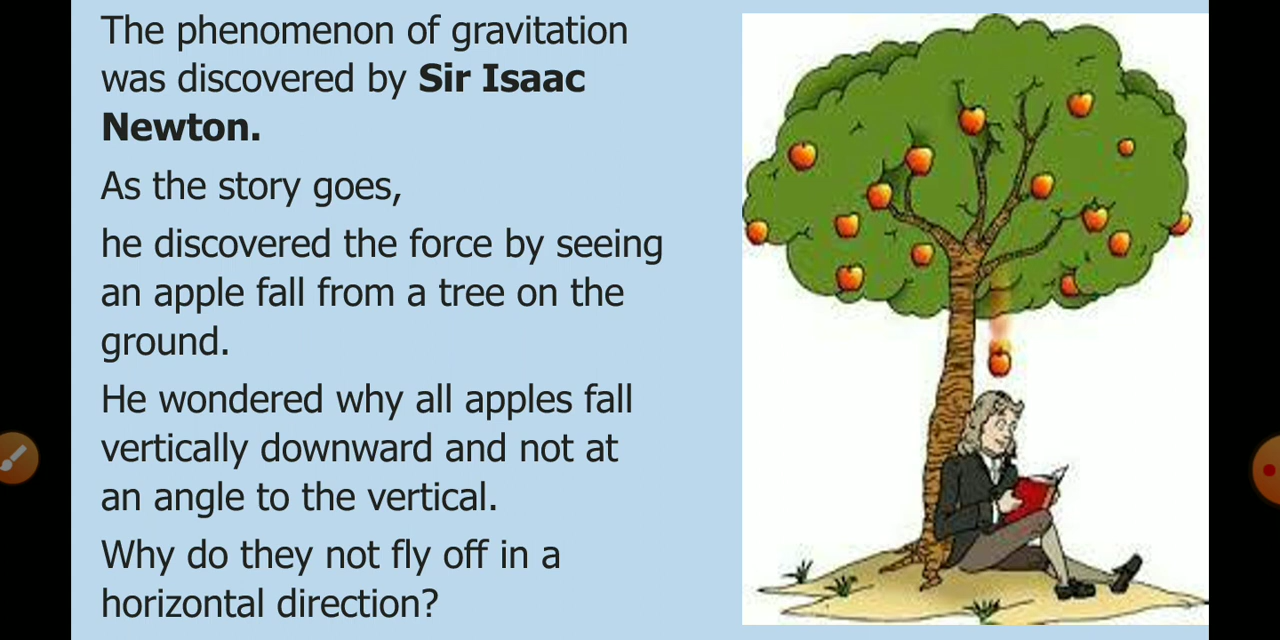 The phenomenon of gravitation
was discovered by Sir Isaac
Newton.
As the story goes,
he discovered the force by seeing
an apple fall from a tree on the
ground.
He wondered why all apples fall
vertically downward and not at
an angle to the vertical.
Why do they not fly off in a
horizontal direction?